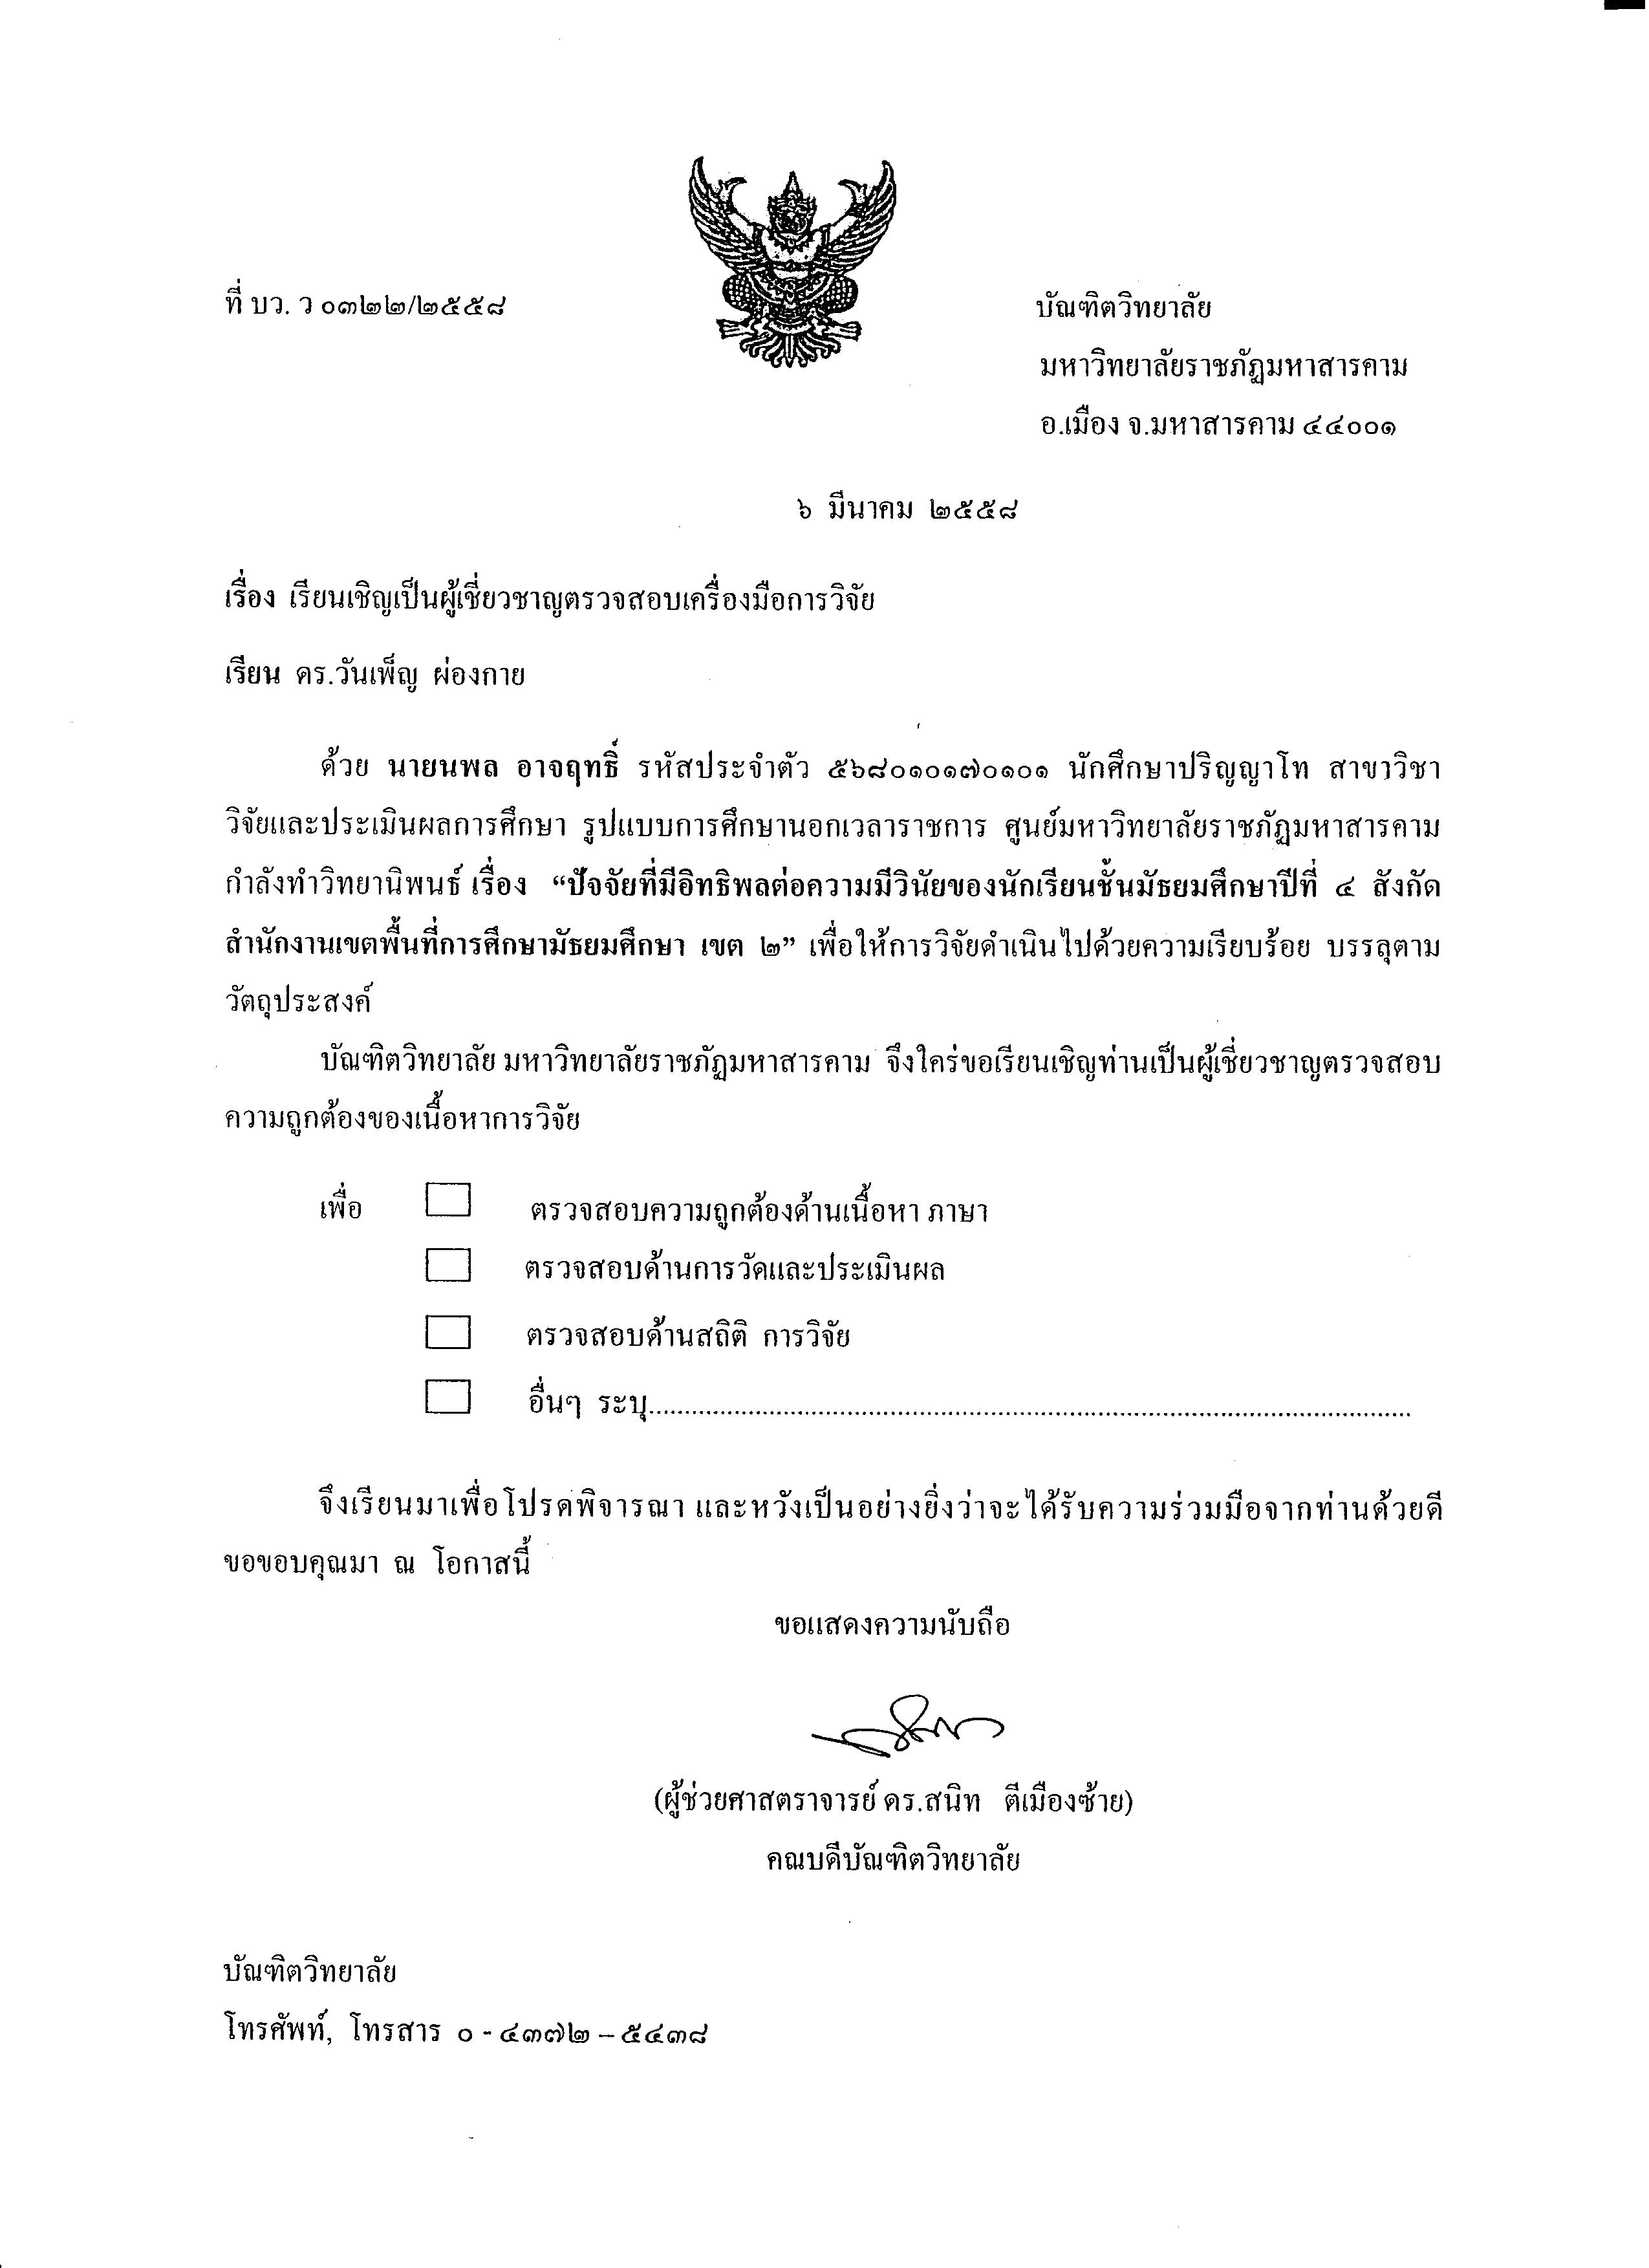 ที่ บว. ว ๐๓๒๒/๒๕๕๘
บัณฑิตวิทยาลัย
มหาวิทยาลัยราชภัฏมหาสารคาม
อ.เมือง จ.มหาสารคาม ๔๔๐๐๑
๖ มีนาคม ๒๕๕๘
เรื่อง เรียนเชิญเป็นผู้เชี่ยวชาญตรวจสอบเครื่องมือการวิจัย
เรียน ดร.วันเพ็ญ ผ่องกาย
ด้วย นายนพล อาจฤทธิ์ รหัสประจำตัว ๕๖๘๐๑๐๑๗๐๑๐๑ นักศึกษาปริญญาโท สาขาวิชา
วิจัยและประเมินผลการศึกษา รูปแบบการศึกษานอกเวลาราชการ ศูนย์มหาวิทยาลัยราชภัฏมหาสารคาม
กำลังทำวิทยานิพนธ์ เรื่อง “ปัจจัยที่มีอิทธิพลต่อความมีวินัยของนักเรียนชั้นมัธยมศึกษาปีที่ ๔ สังกัด
สำนักงานเขตพื้นที่การศึกษามัธยมศึกษา เขต ๒” เพื่อให้การวิจัยดำเนินไปด้วยความเรียบร้อย บรรลุตาม
วัตถุประสงค์
บัณฑิตวิทยาลัย มหาวิทยาลัยราชภัฏมหาสารคาม จึงใคร่ขอเรียนเชิญท่านเป็นผู้เชี่ยวชาญตรวจสอบ
ความถูกต้องของเนื้อหาการวิจัย
เพื่อ ตรวจสอบความถูกต้องด้านเนื้อหา ภาษา
ตรวจสอบด้านการวัดและประเมินผล
ตรวจสอบด้านสถิติ การวิจัย
อื่นๆ ระบุ....................................................................................................
จึงเรียนมาเพื่อโปรดพิจารณา และหวังเป็นอย่างยิ่งว่าจะได้รับความร่วมมือจากท่านด้วยดี
ขอขอบคุณมา ณ โอกาสนี้
ขอแสดงความนับถือ
(ผู้ช่วยศาสตราจารย์ ดร.สนิท ตีเมืองซ้าย)
คณบดีบัณฑิตวิทยาลัย
บัณฑิตวิทยาลัย
โทรศัพท์, โทรสาร ๐ - ๔๓๗๒ – ๕๔๓๘